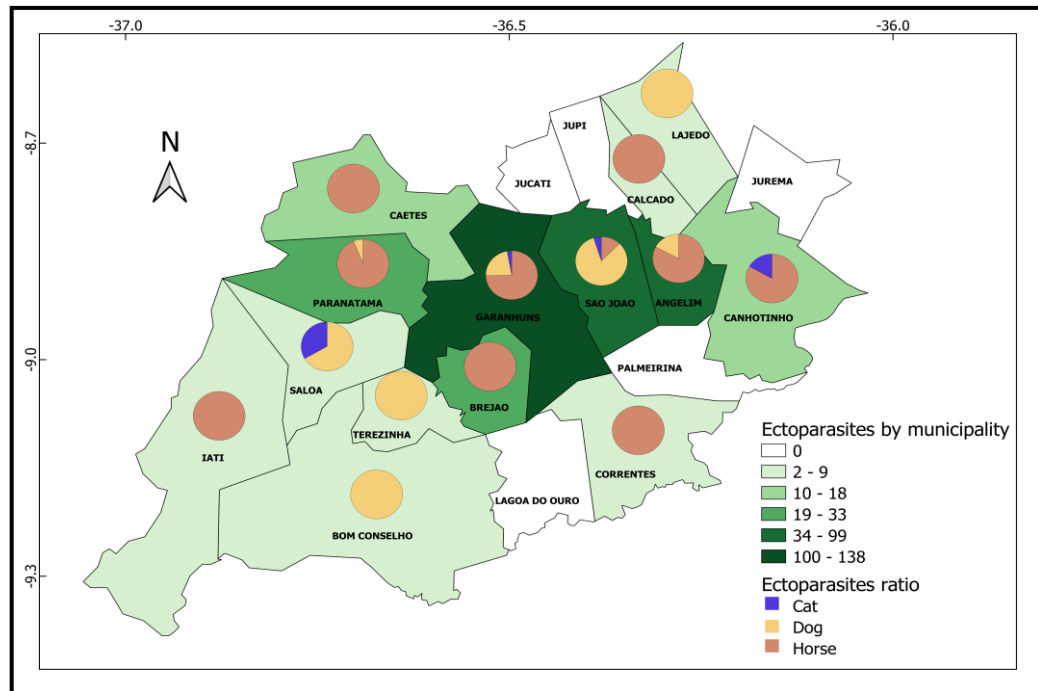 -37.0
-36.5
-36.0
-8.7
-9.0
-9.3
N
JUPI
LAJEDO
JUCATI
JUREMA
CALCADO
CAETES
PARANATAMA
GARANHUNS
SAO JOAO
ANGELIM
CANHOTINHO
PALMEIRINA
SALOA
BREJAO
TEREZINHA
IATI
CORRENTES
LAGOA DO OURO
BOM CONSELHO
Ectoparasites by municipality
0
2 - 9
10 - 18
19 - 33
34 - 99
100 - 138
Ectoparasites ratio
Cat
Dog
Horse